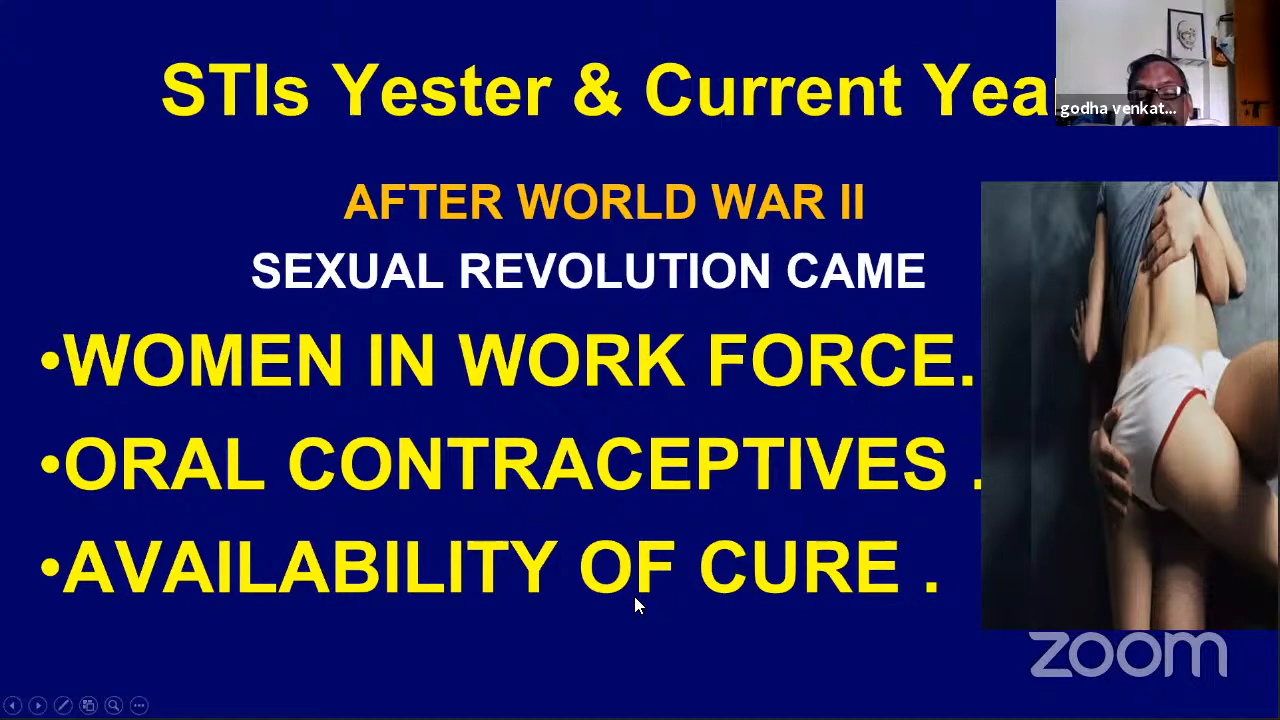 STIs Yester & Current Yea
godha venkat...
AFTER WORLD WAR II
SEXUAL REVOLUTION CAME
•WOMEN IN WORK FORCE.
•ORAL CONTRACEPTIVES .
•AVAILABILITY OF CURE .
zoom